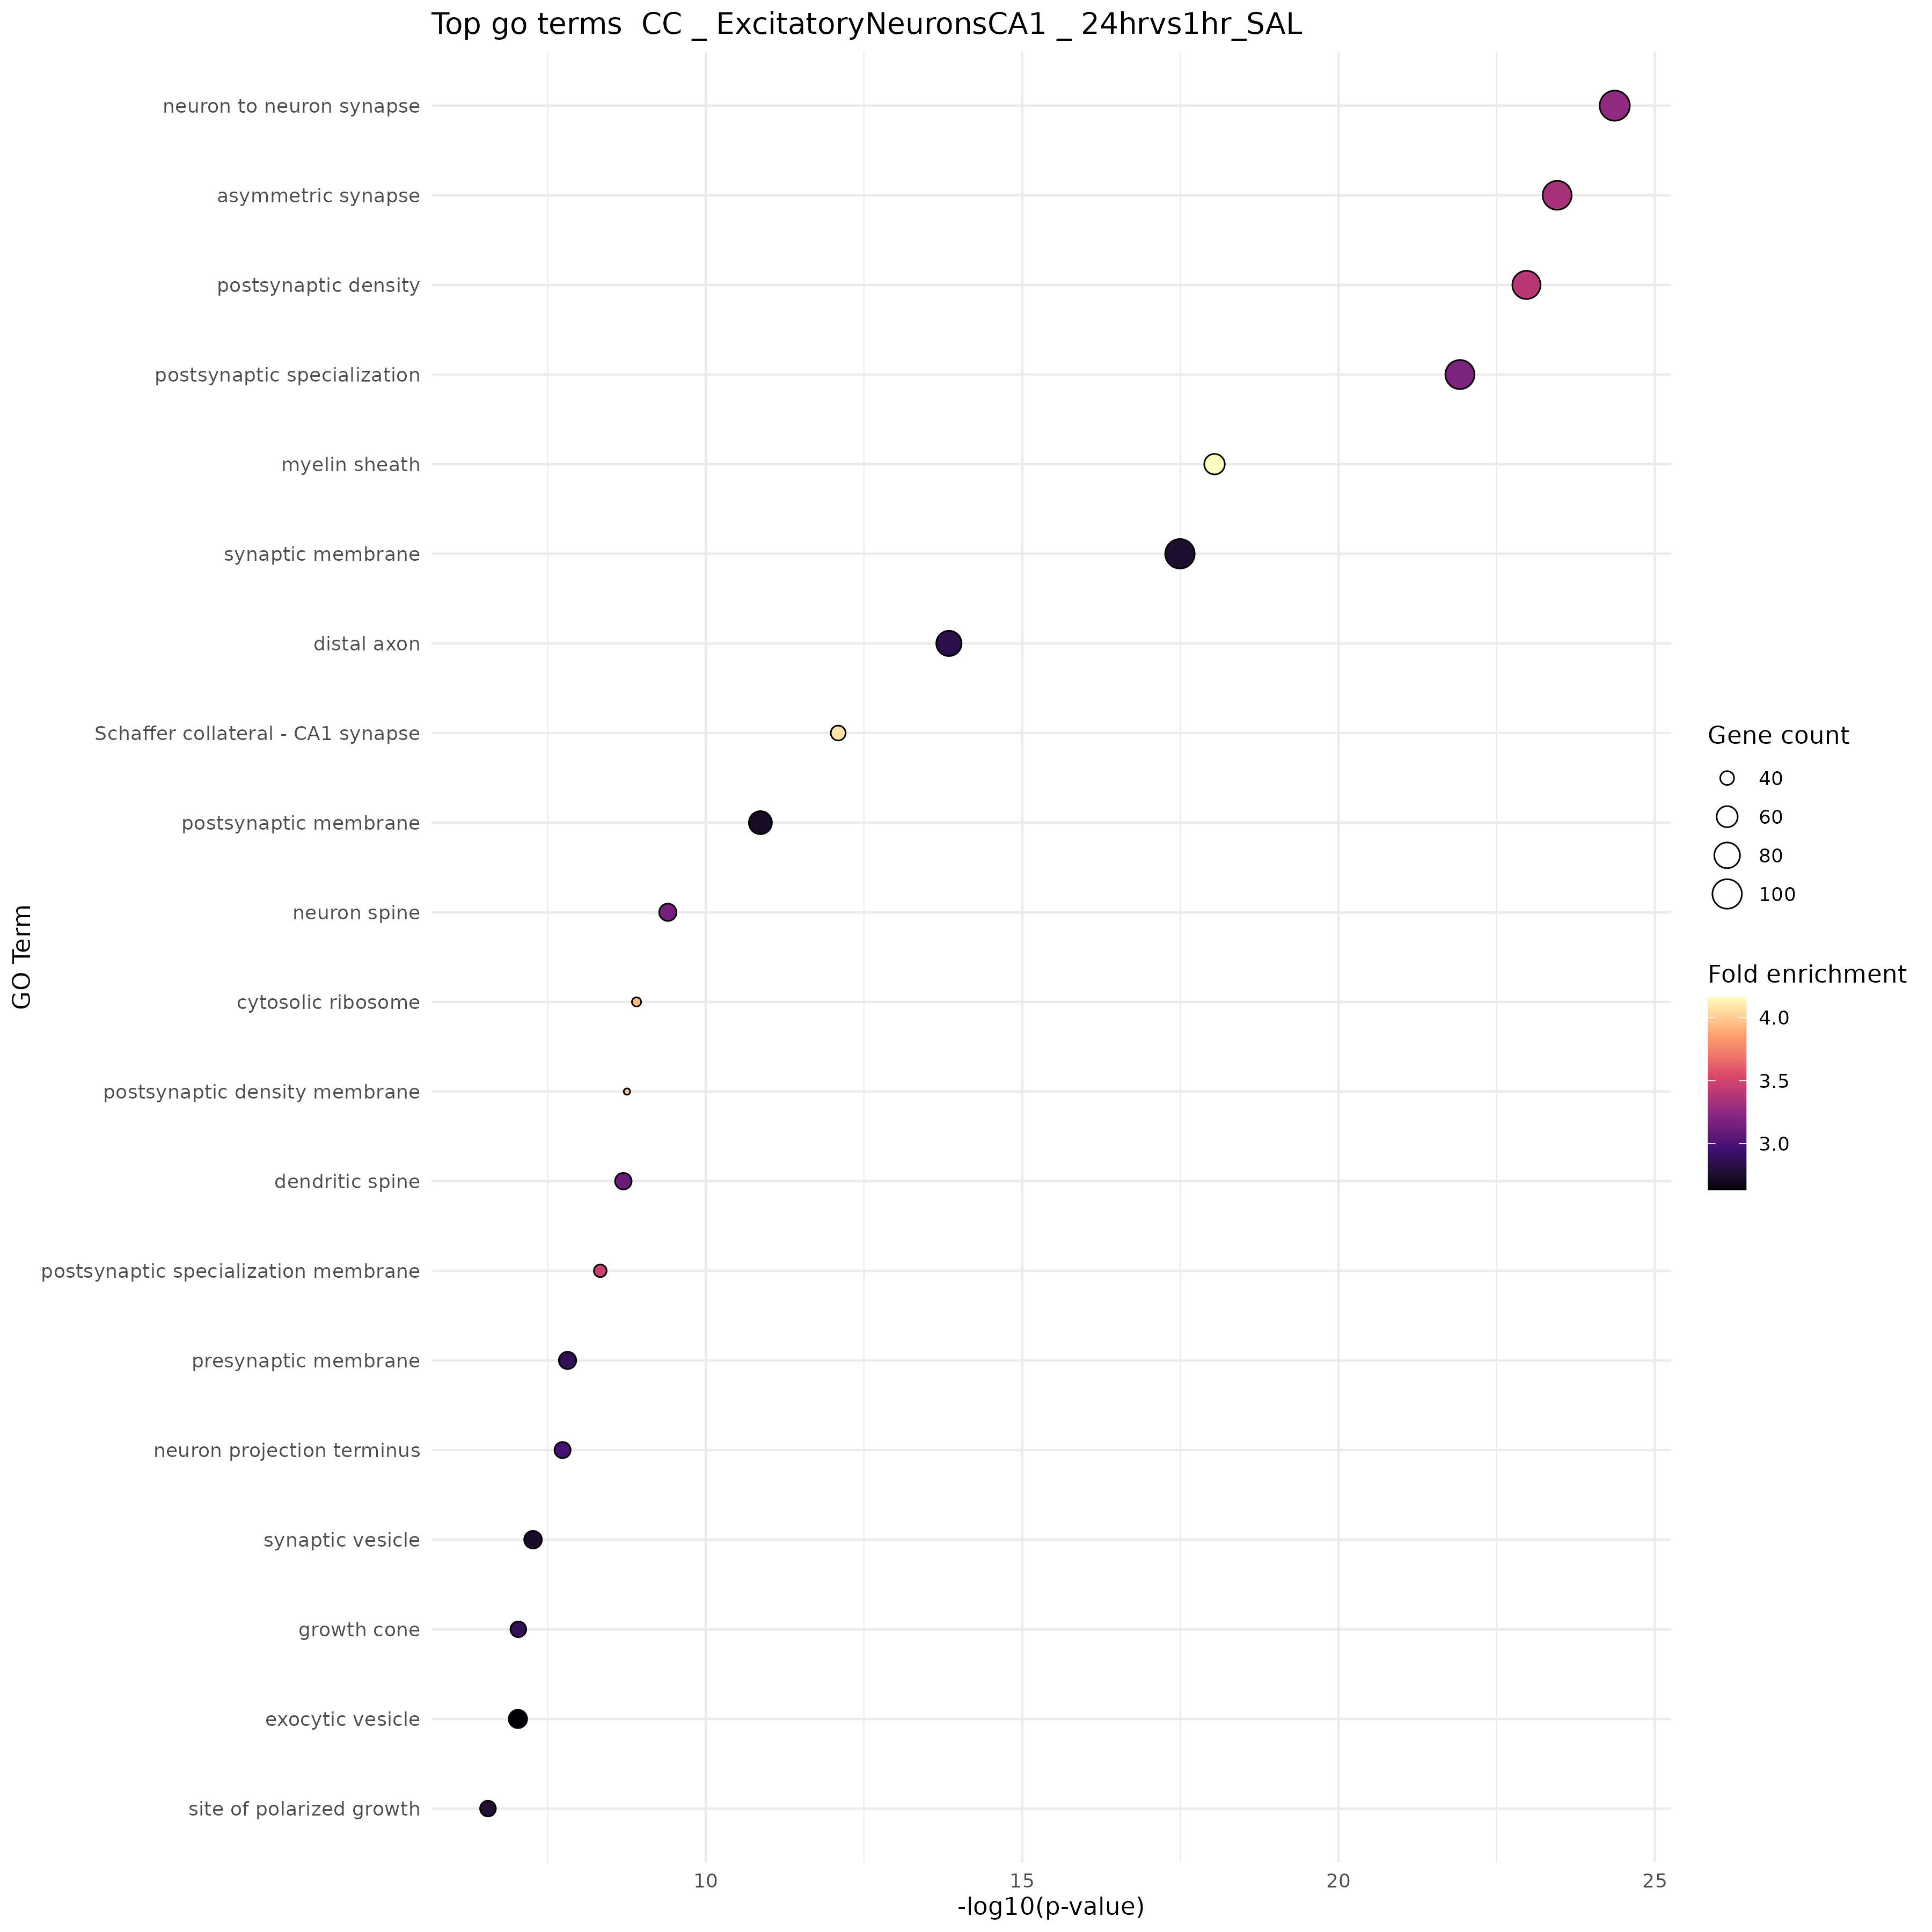 Top go terms  CC _ ExcitatoryNeuronsCA1 _ 24hrvs1hr_SAL
neuron to neuron synapse
asymmetric synapse
postsynaptic density
postsynaptic specialization
myelin sheath
synaptic membrane
distal axon
Schaffer collateral - CA1 synapse
postsynaptic membrane
neuron spine
cytosolic ribosome
postsynaptic density membrane
dendritic spine
postsynaptic specialization membrane
presynaptic membrane
neuron projection terminus
synaptic vesicle
growth cone
exocytic vesicle
site of polarized growth
GO Term
10
15
20
25
-log10(p-value)
Gene count
40
60
80
100
Fold enrichment
4.0
3.5
3.0